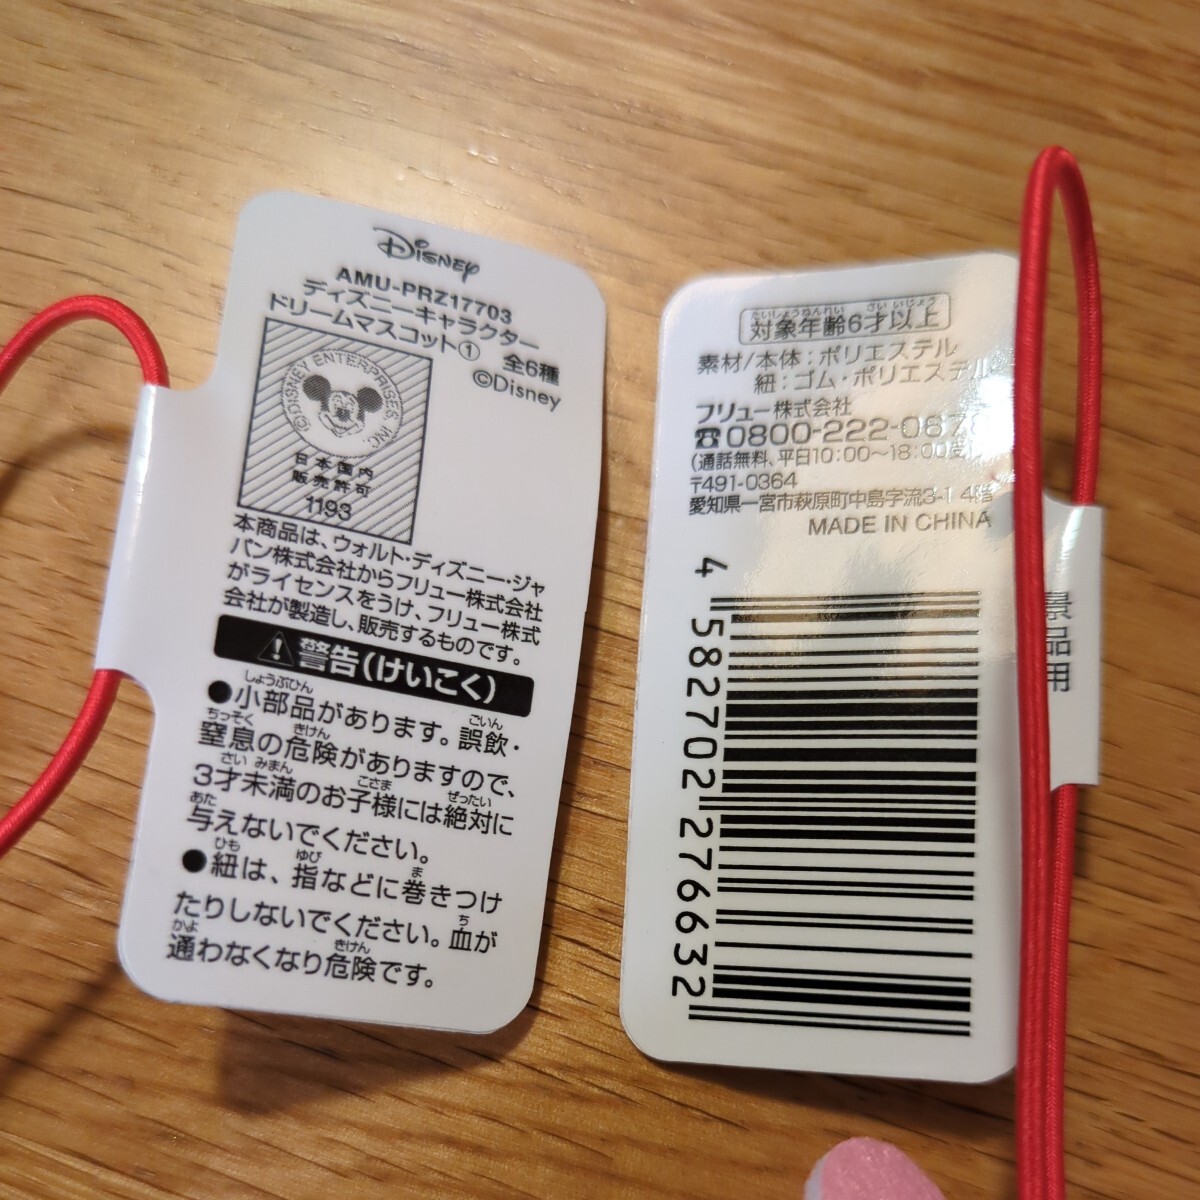 Disney
AMU-PRZ17703
ディズニーキャラクター
ドリームマスコット① 全6種
©Disney
©DISNEY ENTERPRISES, INC.
日本国内
販売許可
1193
本商品は、ウォルト・ディズニー・ジャ
パン株式会社からフリュー株式会社
がライセンスをうけ、フリュー株式
会社が製造し、販売するものです。
警告(けいこく)
●小部品があります。誤飲・
窒息の危険がありますので、
3才未満のお子様には絶対に
与えないでください。
●紐は、指などに巻きつけ
たりしないでください。血が
通わなくなり危険です。
対象年齢6才以上
素材/本体:ポリエステル
紐:ゴム・ポリエステル
フリュー株式会社
☎0800-222-087
(通話無料、平日10:00〜18:00受
〒491-0364
愛知県一宮市萩原町中島字流3-1 4階
MADE IN CHINA
4 582702 276632
景品用